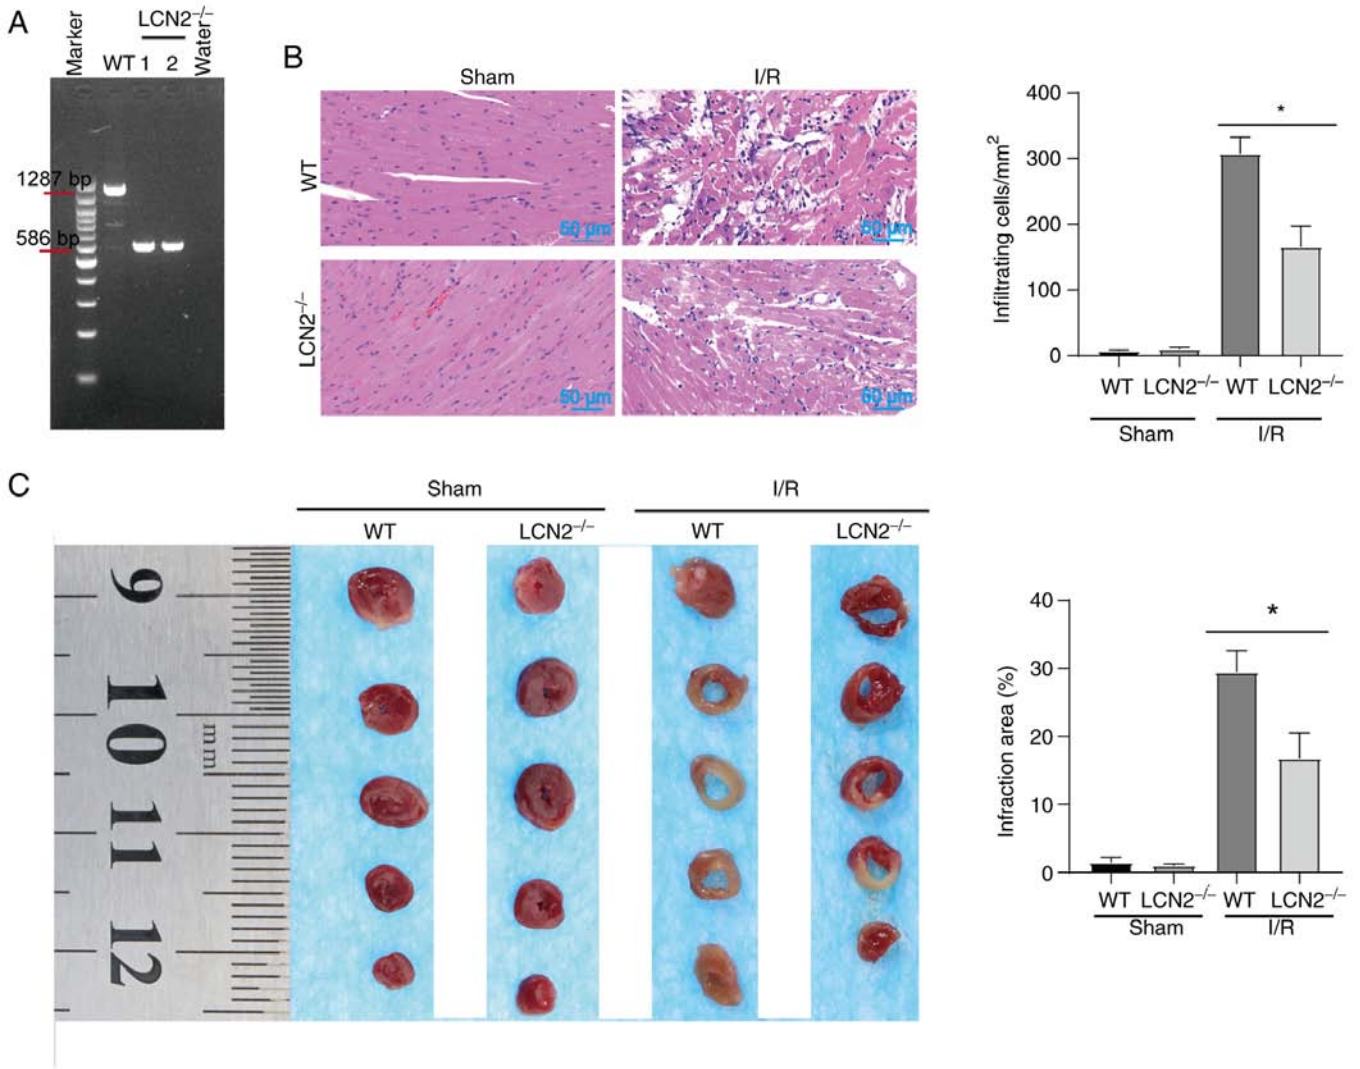 A
Marker
LCN2⁻/⁻
WT 1 2
Water
1287 bp
586 bp
B
Sham
I/R
WT
50 µm
50 µm
LCN2⁻/⁻
50 µm
50 µm
Infiltrating cells/mm²
400
300
200
100
0
*
WT LCN2⁻/⁻ WT LCN2⁻/⁻
Sham I/R
C
Sham I/R
WT LCN2⁻/⁻ WT LCN2⁻/⁻
9
10
mm
11
12
Infraction area (%)
40
30
20
10
0
*
WT LCN2⁻/⁻ WT LCN2⁻/⁻
Sham I/R